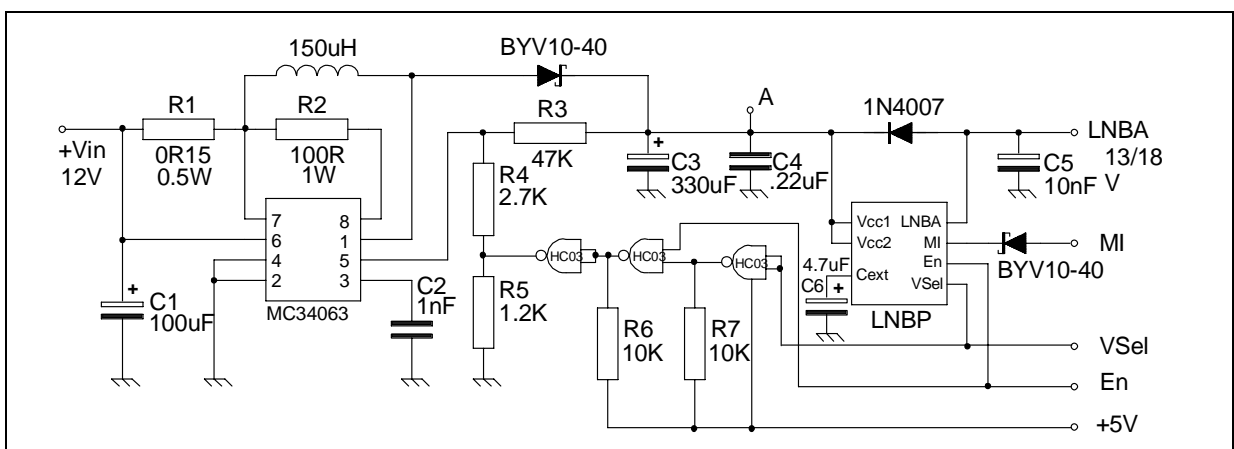 150uH
BYV10-40
R1
R2
R3
A
1N4007
+Vin
12V
0R15
0.5W
100R
1W
47K
C3
330uF
C4
.22uF
C5
10nF
LNBA
13/18
V
R4
2.7K
7
8
6
1
4
5
2
3
MC34063
C1
100uF
C2
1nF
R5
1.2K
HC03
HC03
HC03
R6
10K
R7
10K
Vcc1
LNBA
Vcc2
MI
En
Cext
VSel
4.7uF
C6
LNBP
MI
BYV10-40
VSel
En
+5V
+
+
+